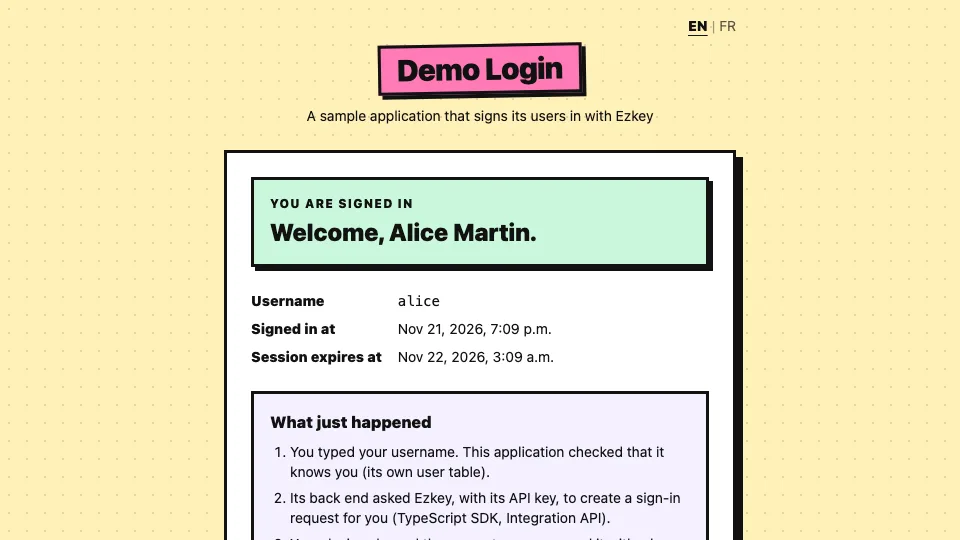 EN | FR
Demo Login
A sample application that signs its users in with Ezkey
YOU ARE SIGNED IN
Welcome, Alice Martin.
Username alice
Signed in at Nov 21, 2026, 7:09 p.m.
Session expires at Nov 22, 2026, 3:09 a.m.
What just happened
1. You typed your username. This application checked that it
knows you (its own user table).
2. Its back end asked Ezkey, with its API key, to create a sign-in
request for you (TypeScript SDK, Integration API).